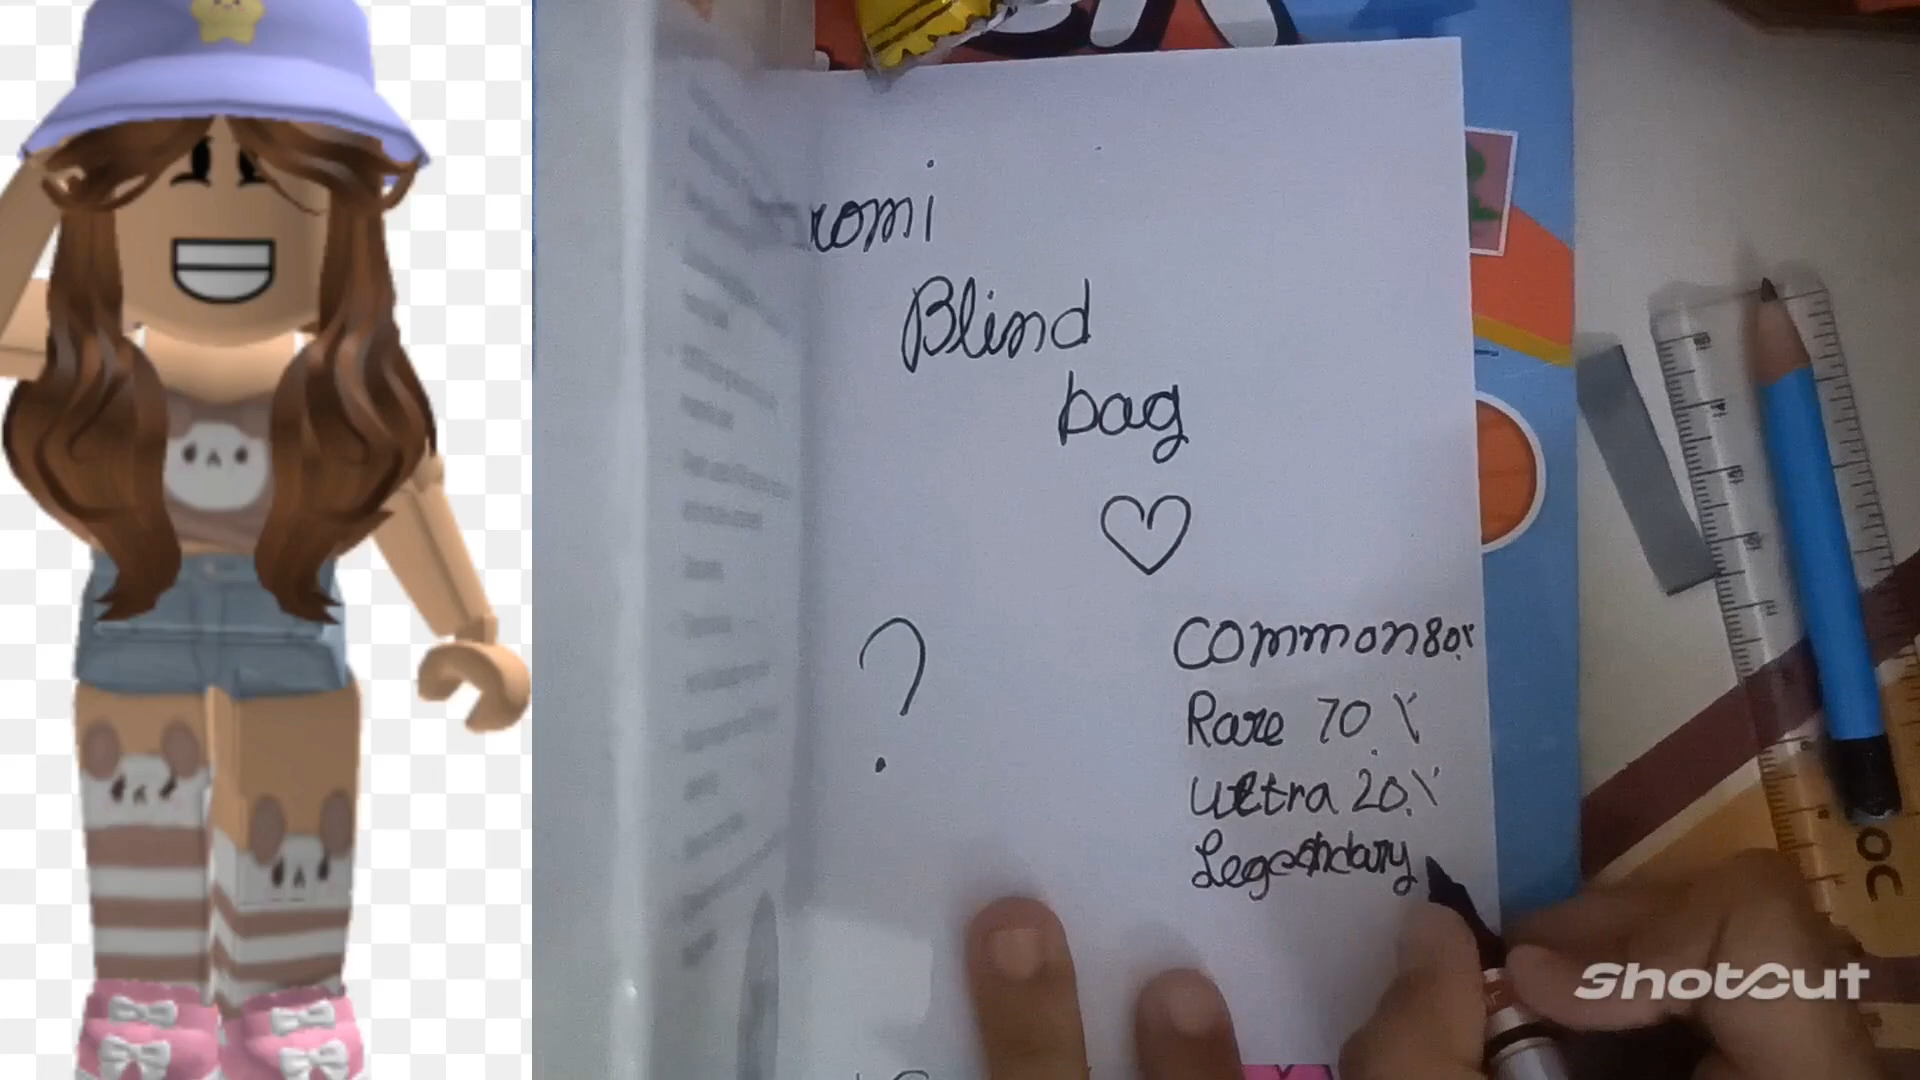 romi
Blind
bag
?
Common 80%
Rare 70%
Ultra 20%
Legendary
ShotCut